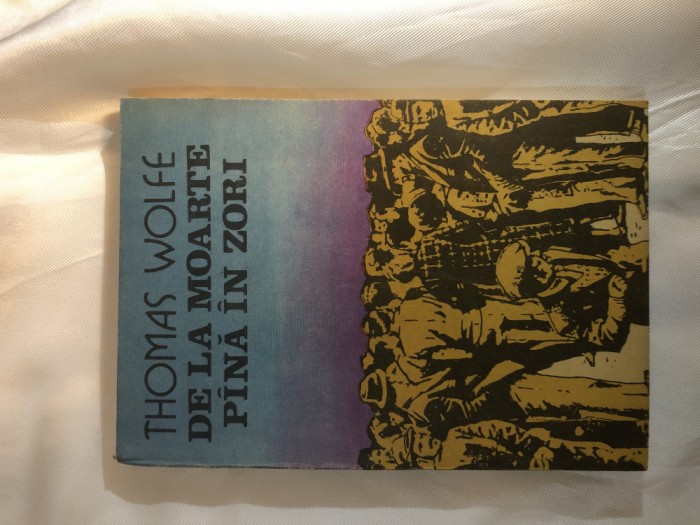 THOMAS WOLFE
DE LA MOARTE
PÎNĂ ÎN ZORI